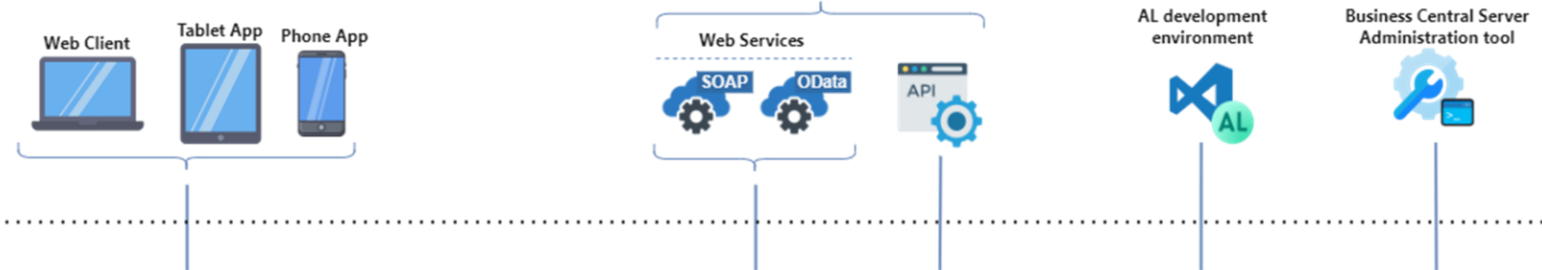 Web Client
Tablet App
Phone App
Web Services
SOAP
OData
API
AL development
environment
AL
Business Central Server
Administration tool
>_